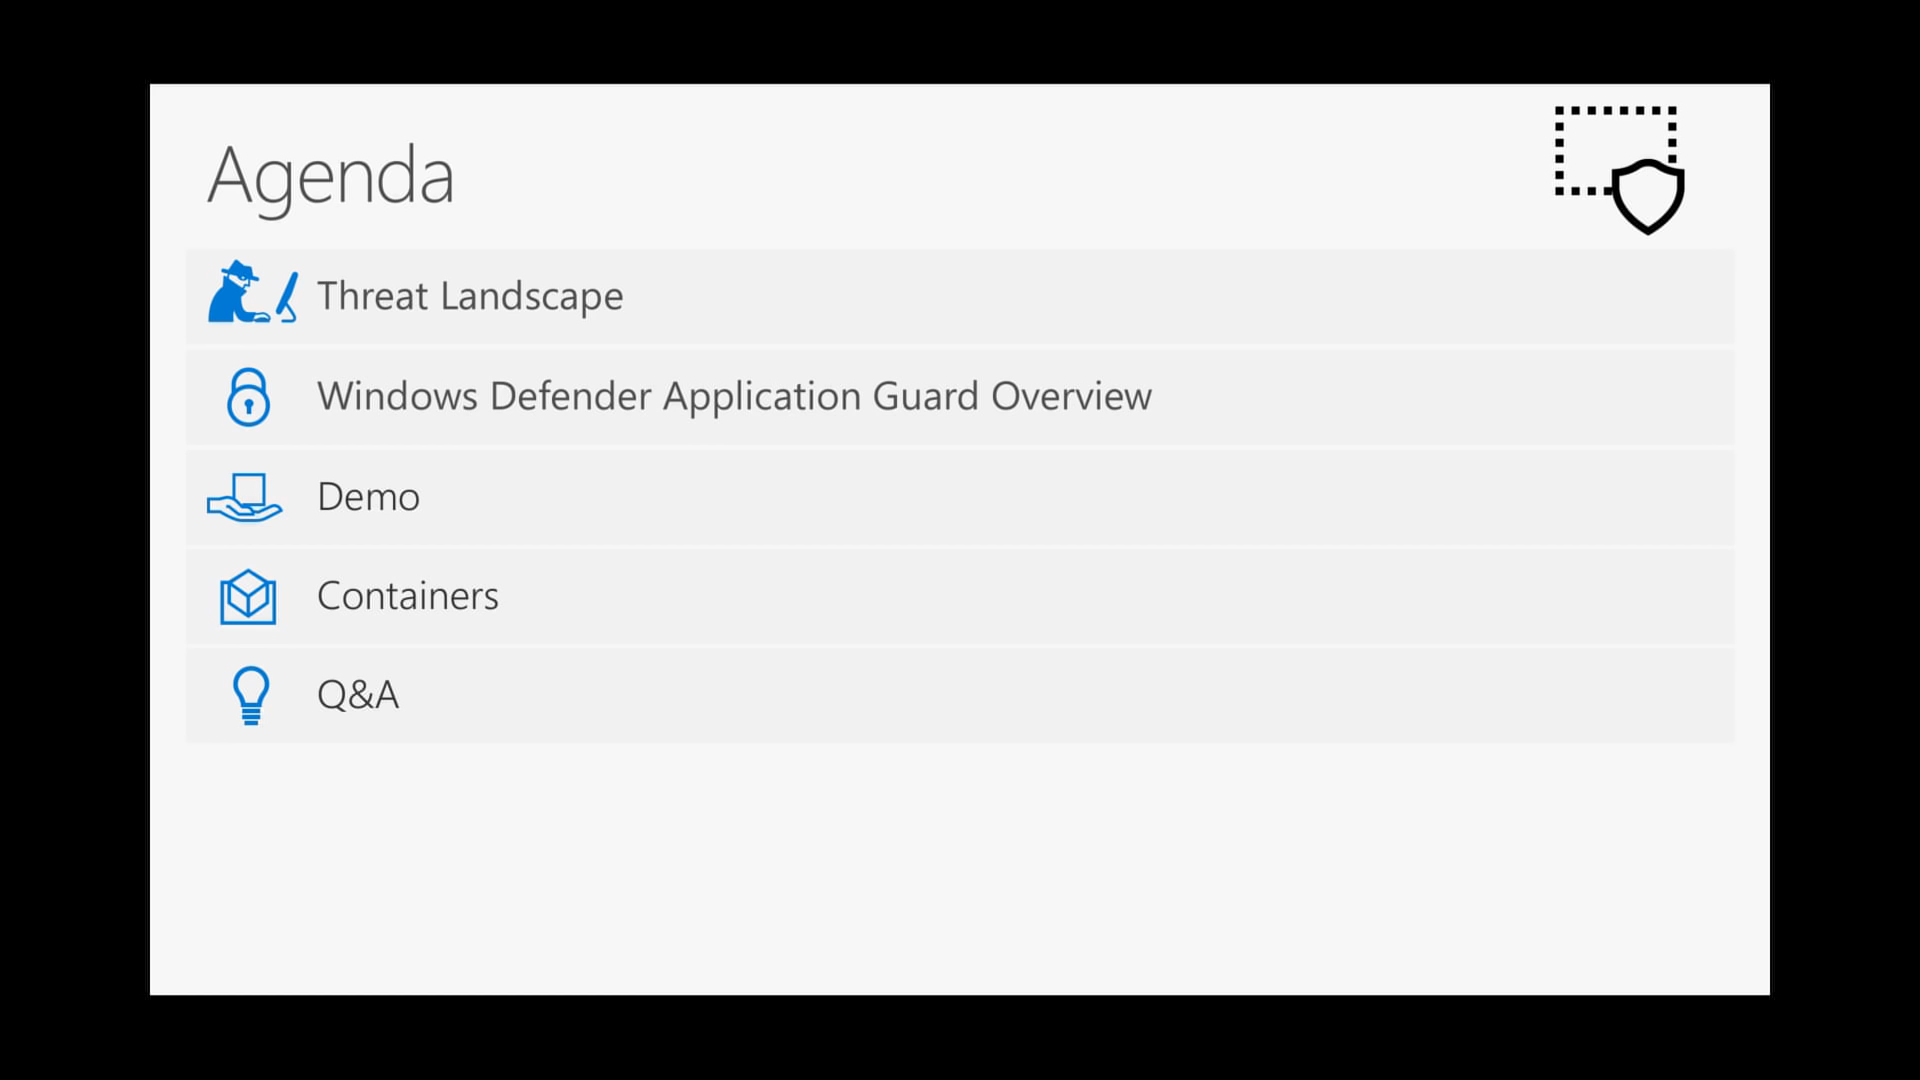 Agenda
Threat Landscape
Windows Defender Application Guard Overview
Demo
Containers
Q&A